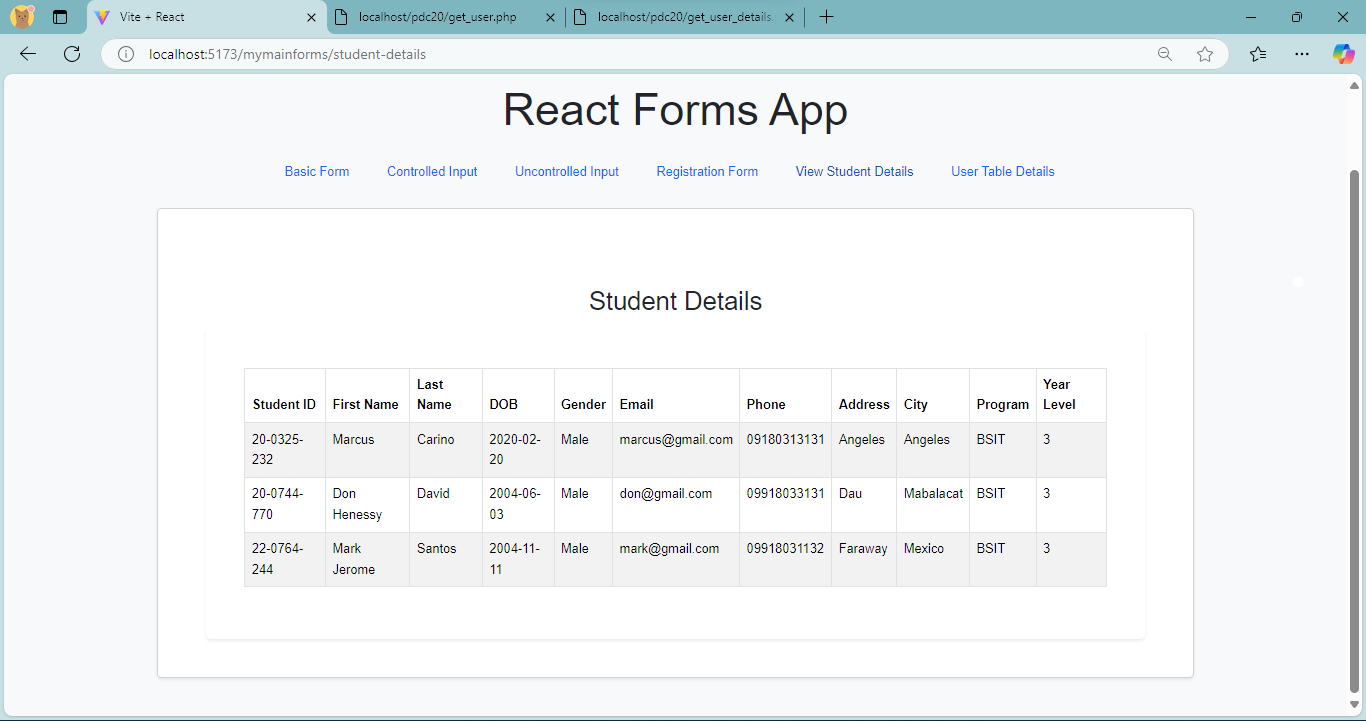 Vite + React
localhost/pdc20/get_user.php
localhost/pdc20/get_user_details.
localhost:5173/mymainforms/student-details
React Forms App
Basic Form Controlled Input Uncontrolled Input Registration Form View Student Details User Table Details
Student Details
Student ID First Name Last Name DOB Gender Email Phone Address City Program Year Level
20-0325-232 Marcus Carino 2020-02-20 Male marcus@gmail.com 09180313131 Angeles Angeles BSIT 3
20-0744-770 Don Henessy David 2004-06-03 Male don@gmail.com 09918033131 Dau Mabalacat BSIT 3
22-0764-244 Mark Jerome Santos 2004-11-11 Male mark@gmail.com 09918031132 Faraway Mexico BSIT 3